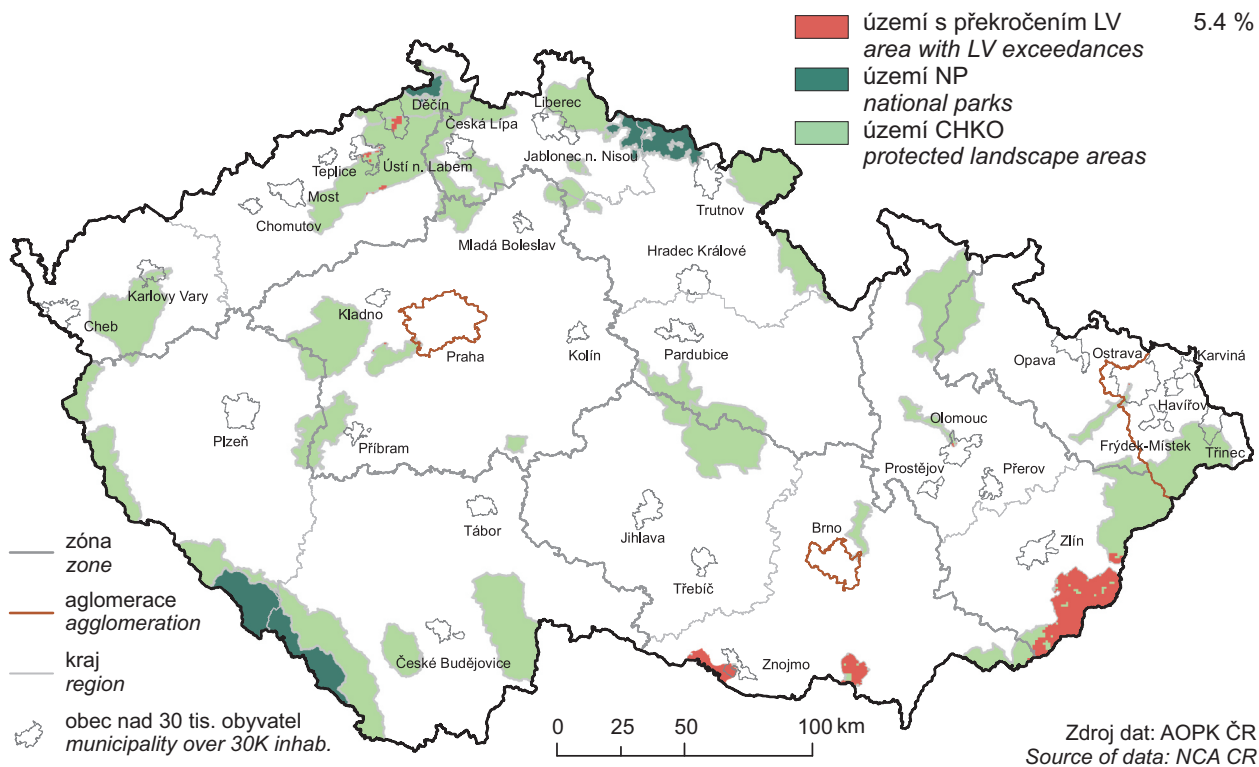 území s překročením LV 5.4 %
area with LV exceedances
území NP
national parks
území CHKO
protected landscape areas
Děčín
Liberec
Česká Lípa
Jablonec n. Nisou
Teplice
Ústí n. Labem
Most
Chomutov
Trutnov
Mladá Boleslav
Hradec Králové
Karlovy Vary
Cheb
Kladno
Praha
Kolín
Pardubice
Opava
Ostrava
Karviná
Havířov
Olomouc
Plzeň
Příbram
Frýdek-Místek
Třinec
Prostějov
Přerov
Tábor
Jihlava
Brno
Zlín
Třebíč
České Budějovice
Znojmo
zóna
zone
aglomerace
agglomeration
kraj
region
obec nad 30 tis. obyvatel
municipality over 30K inhab.
0 25 50 100 km
Zdroj dat: AOPK ČR
Source of data: NCA CR